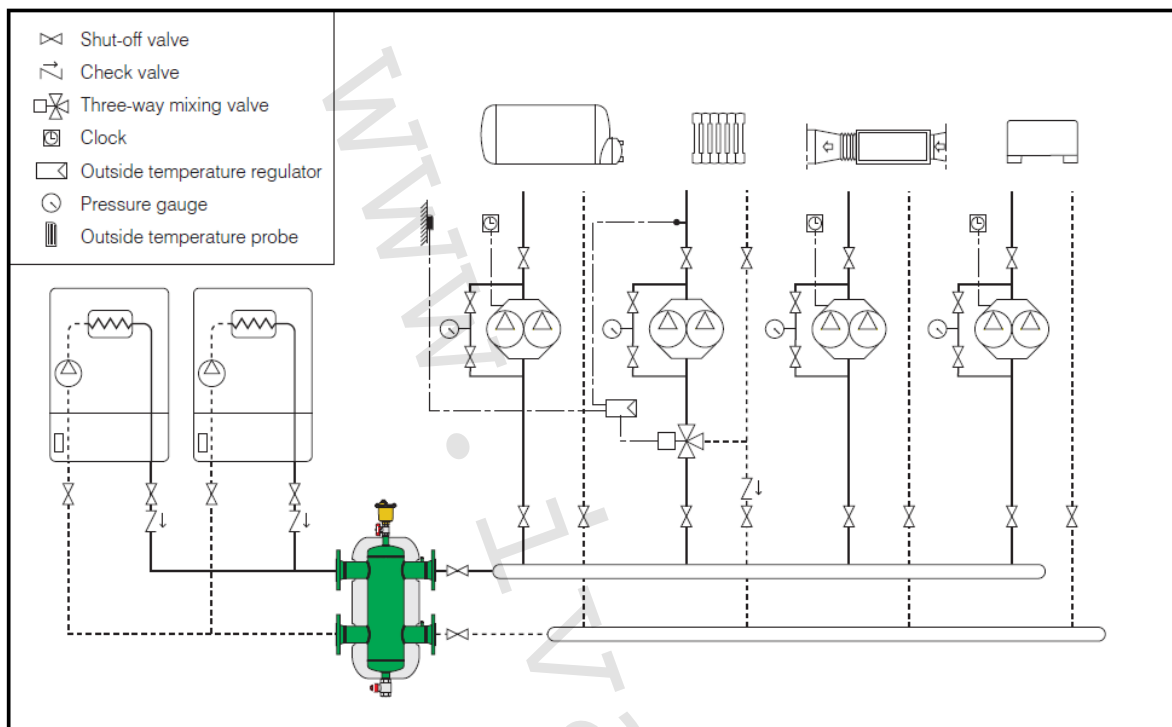 Shut-off valve
Check valve
Three-way mixing valve
Clock
Outside temperature regulator
Pressure gauge
Outside temperature probe